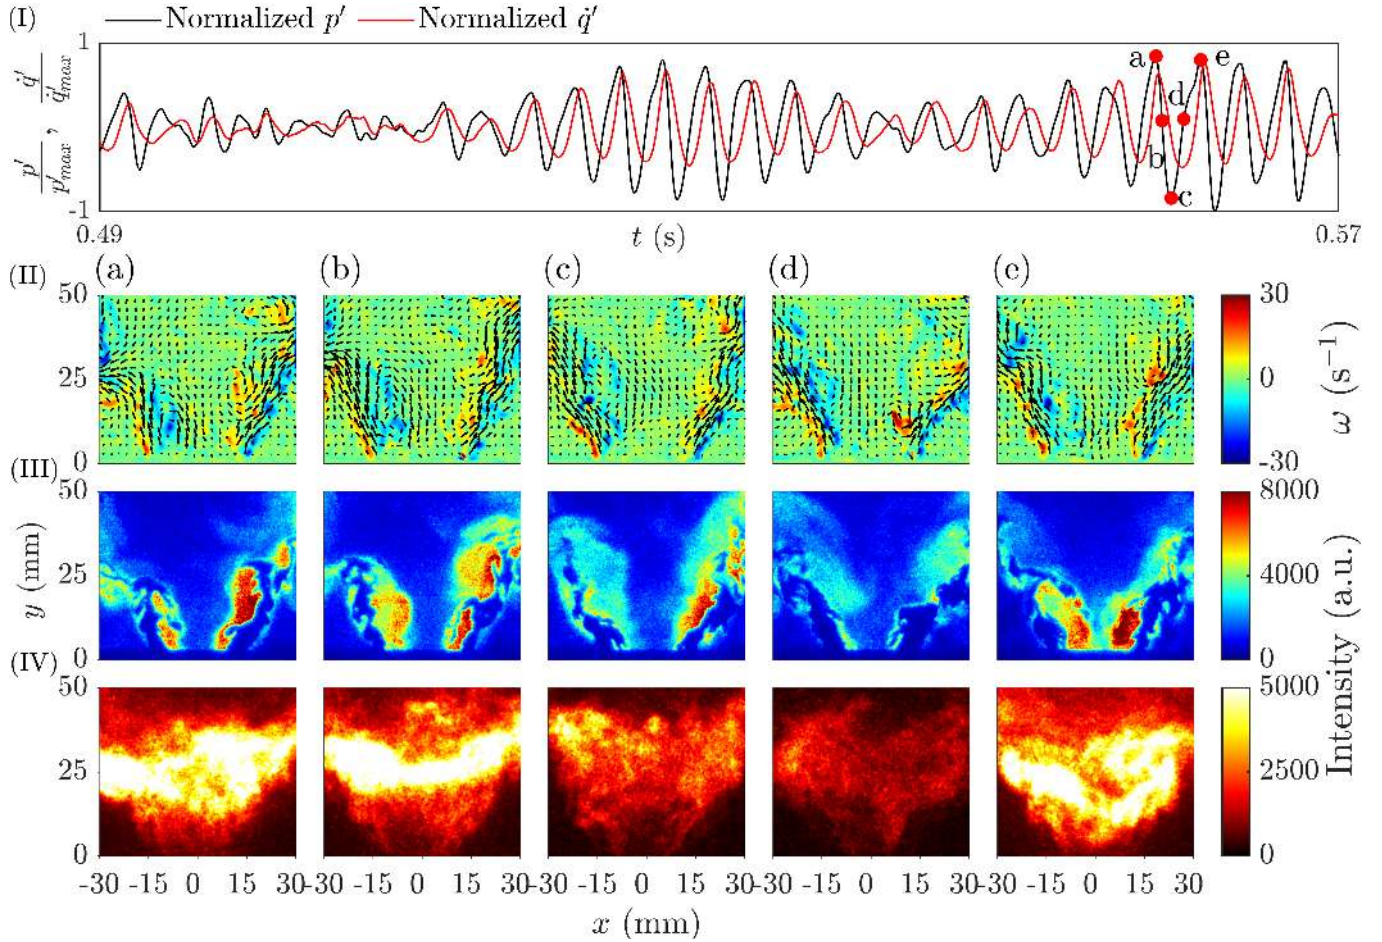 (I) Normalized p′ Normalized q̇′
1
a e
d
b
c
-1
p′/p′max , q̇′/q̇′max
0.49 t (s) 0.57
(II) (a) (b) (c) (d) (e)
50 30
25 0
0 -30
ω (s⁻¹)
(III)
50 8000
25 4000
0 0
y (mm)
(IV)
50 5000
25 2500
0 0
Intensity (a.u.)
-30 -15 0 15 30 -30 -15 0 15 30 -30 -15 0 15 30 -30 -15 0 15 30 -30 -15 0 15 30
x (mm)